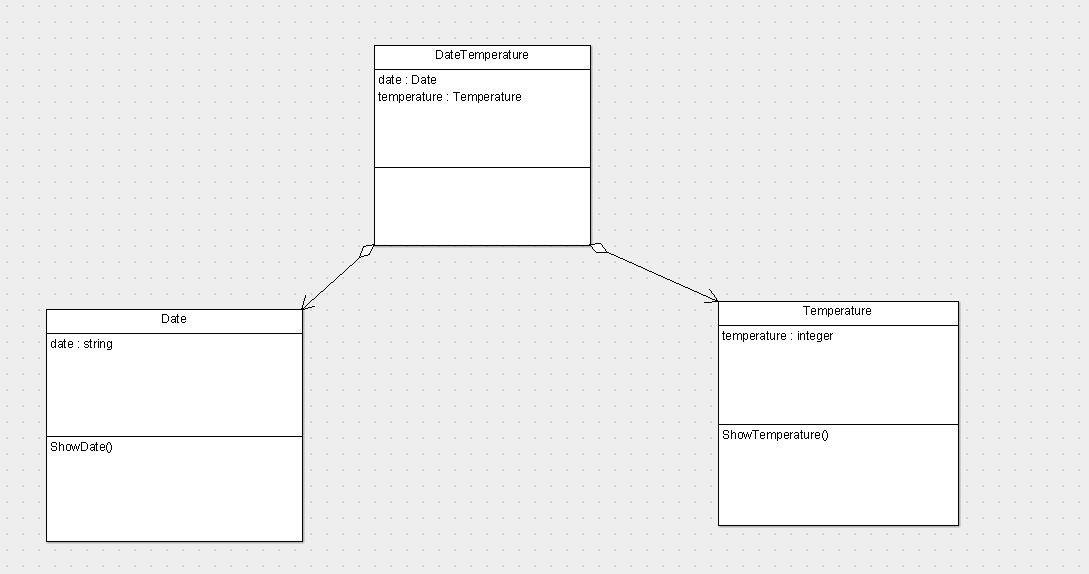 DateTemperature
date : Date
temperature : Temperature
Date
date : string
ShowDate()
Temperature
temperature : integer
ShowTemperature()